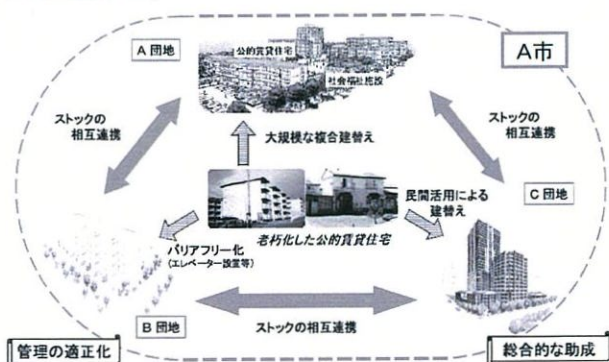 A 団地
公的賃貸住宅
社会福祉施設
A市
ストックの
相互連携
大規模な複合建替え
ストックの
相互連携
民間活用による
建替え
C 団地
老朽化した公的賃貸住宅
バリアフリー化
(エレベーター設置等)
B 団地
ストックの相互連携
管理の適正化
総合的な助成